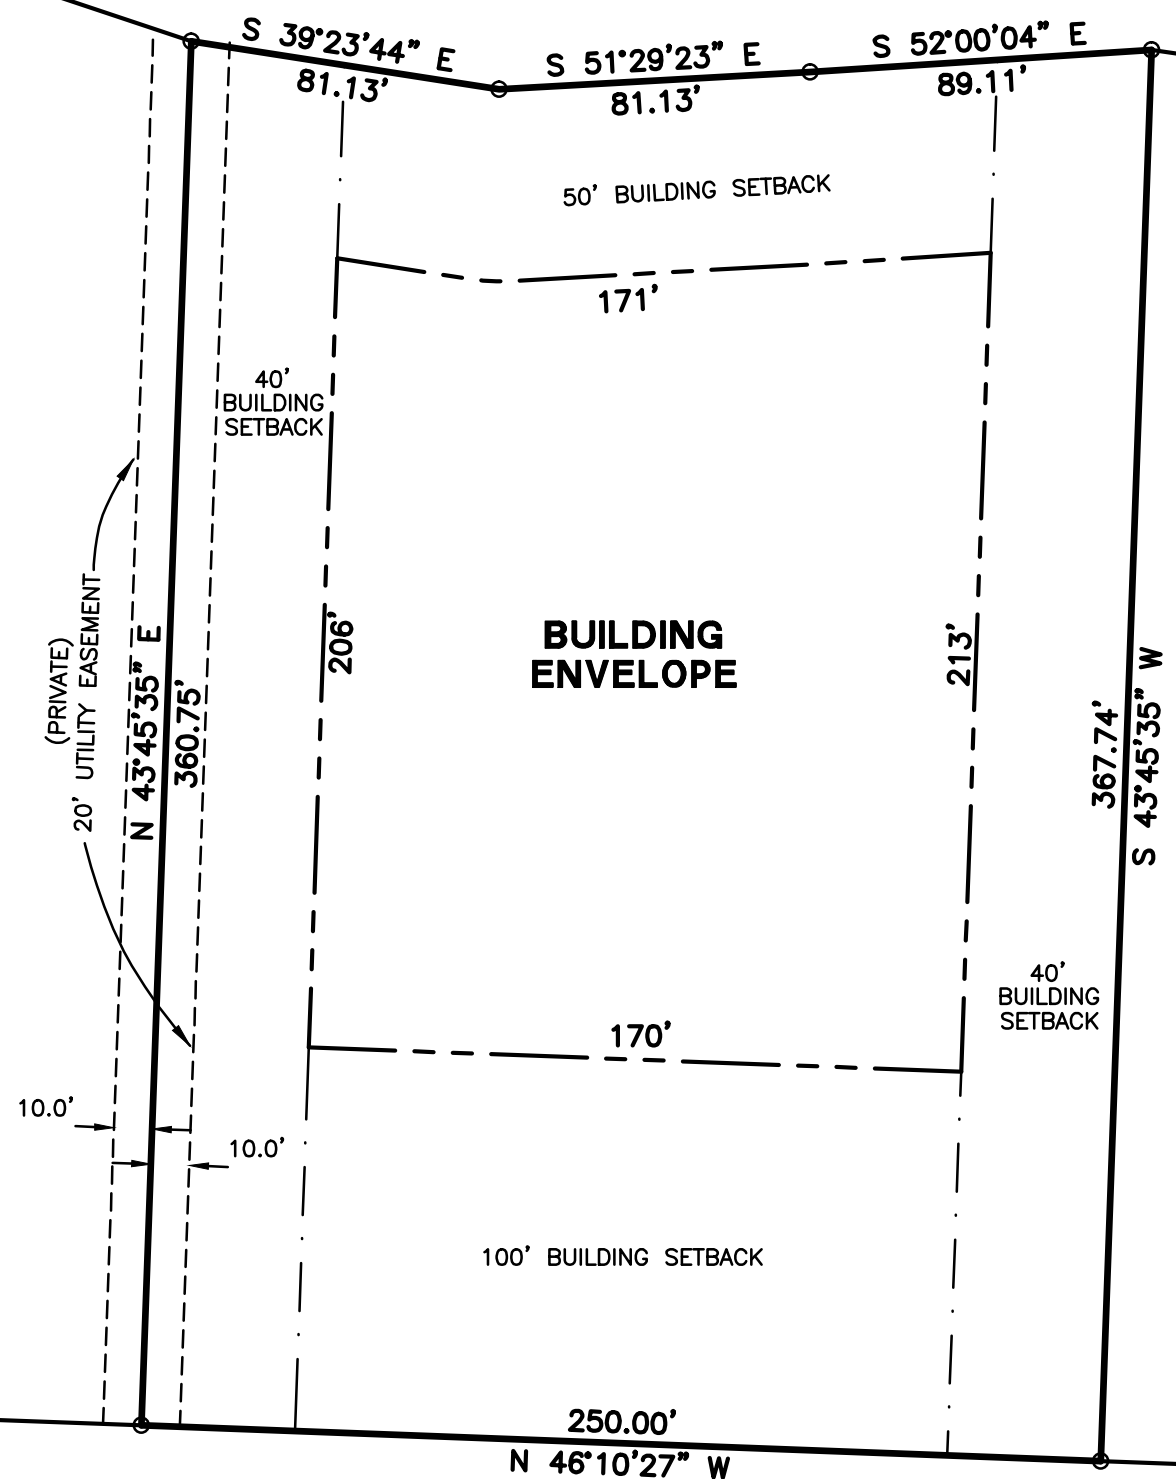 S 39°23'44" E
81.13'
S 51°29'23" E
81.13'
S 52°00'04" E
89.11'
50' BUILDING SETBACK
171'
40'
BUILDING
SETBACK
(PRIVATE)
20' UTILITY EASEMENT
N 43°45'35" E
360.75'
206'
BUILDING
ENVELOPE
213'
367.74'
S 43°45'35" W
40'
BUILDING
SETBACK
170'
10.0'
10.0'
100' BUILDING SETBACK
250.00'
N 46°10'27" W